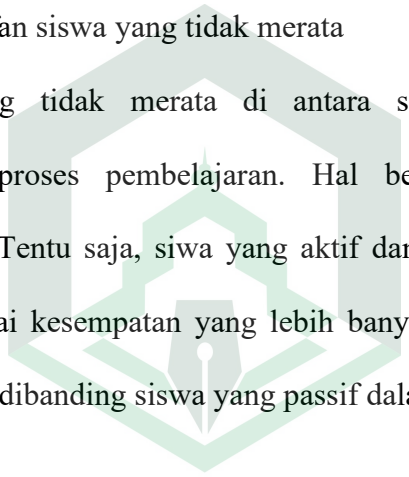 an siswa yang tidak merata
g tidak merata di antara s
proses pembelajaran. Hal be
Tentu saja, siwa yang aktif dar
ai kesempatan yang lebih bany
dibanding siswa yang passif dala